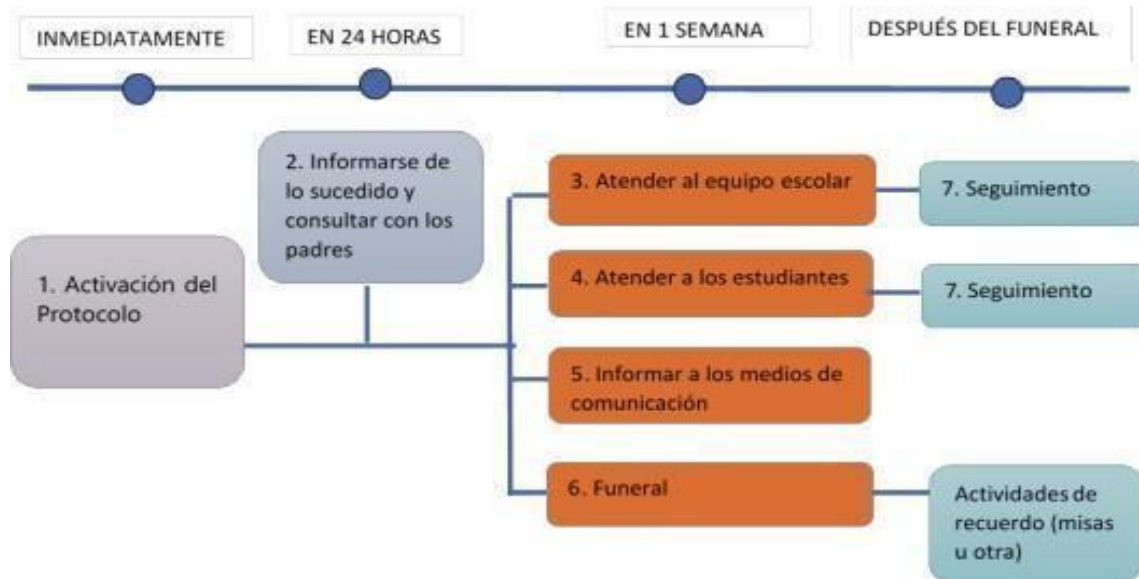 INMEDIATAMENTE
EN 24 HORAS
EN 1 SEMANA
DESPUÉS DEL FUNERAL
1. Activación del
Protocolo
2. Informarse de
lo sucedido y
consultar con los
padres
3. Atender al equipo escolar
7. Seguimiento
4. Atender a los estudiantes
7. Seguimiento
5. Informar a los medios de
comunicación
6. Funeral
Actividades de
recuerdo (misas
u otra)